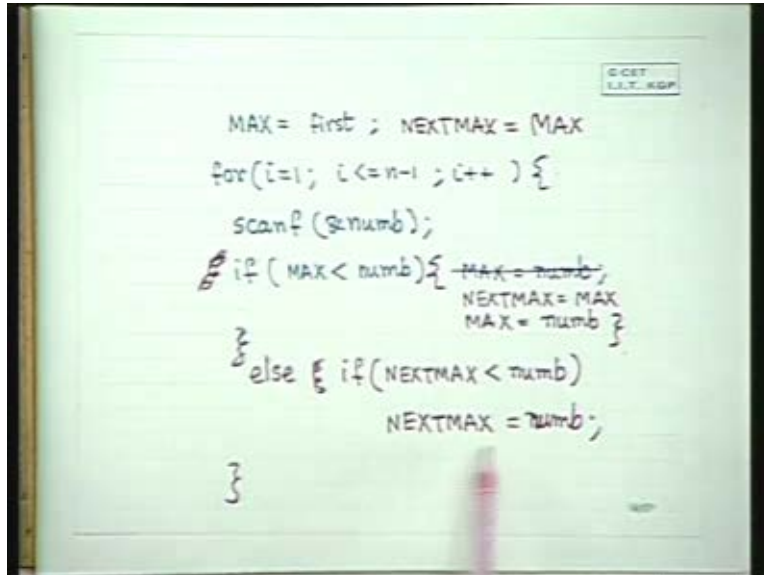 C CET
I.I.T. KGP
MAX = first ; NEXTMAX = MAX
for(i=1; i<=n-1 ; i++ ) {
scanf (&numb);
if ( MAX < numb) { MAX = numb;
NEXTMAX = MAX
MAX = numb }
}
else { if (NEXTMAX < numb)
NEXTMAX = numb;
}